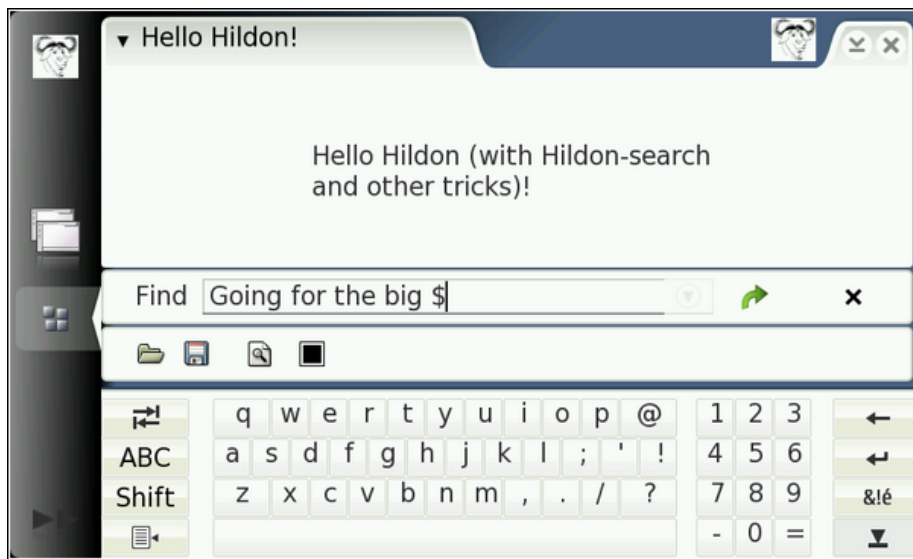 Hello Hildon!
Hello Hildon (with Hildon-search
and other tricks)!
Find Going for the big $
q w e r t y u i o p @ 1 2 3
ABC a s d f g h j k l ; ' ! 4 5 6
Shift z x c v b n m , . / ? 7 8 9 &!é
- 0 =